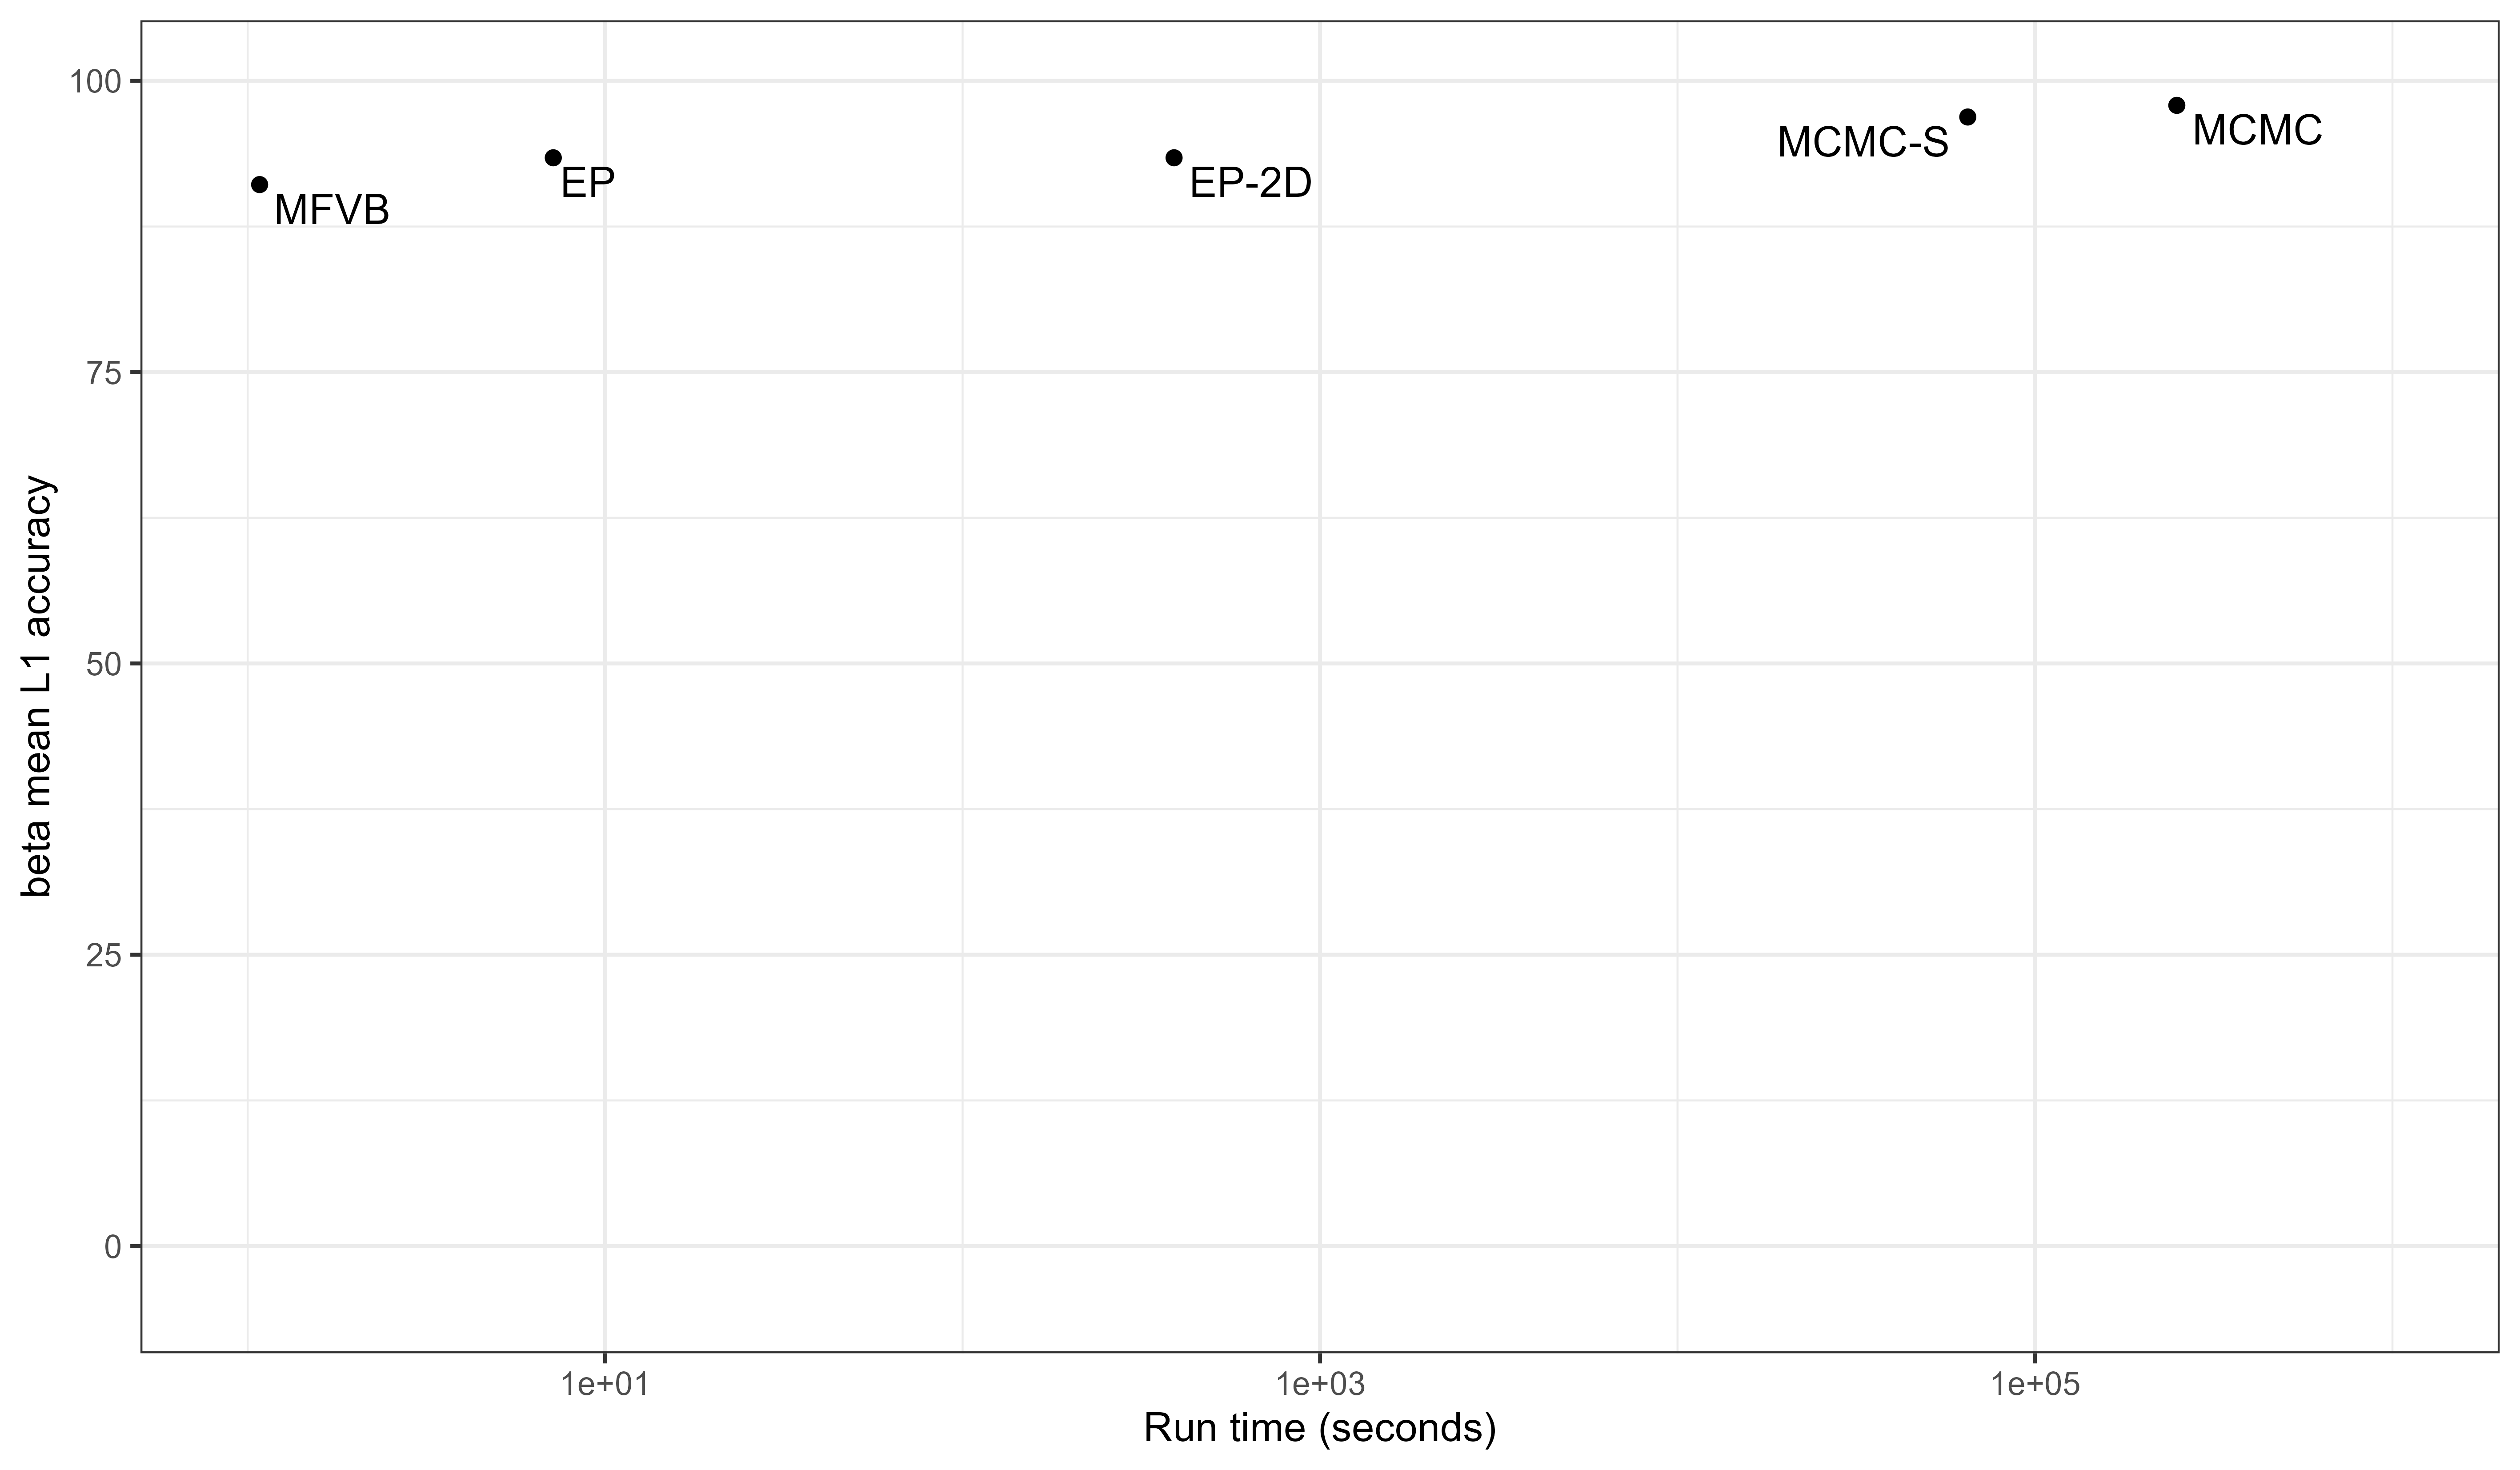 100
75
50
25
0
beta mean L1 accuracy
MFVB
EP
EP-2D
MCMC-S
MCMC
1e+01
1e+03
1e+05
Run time (seconds)